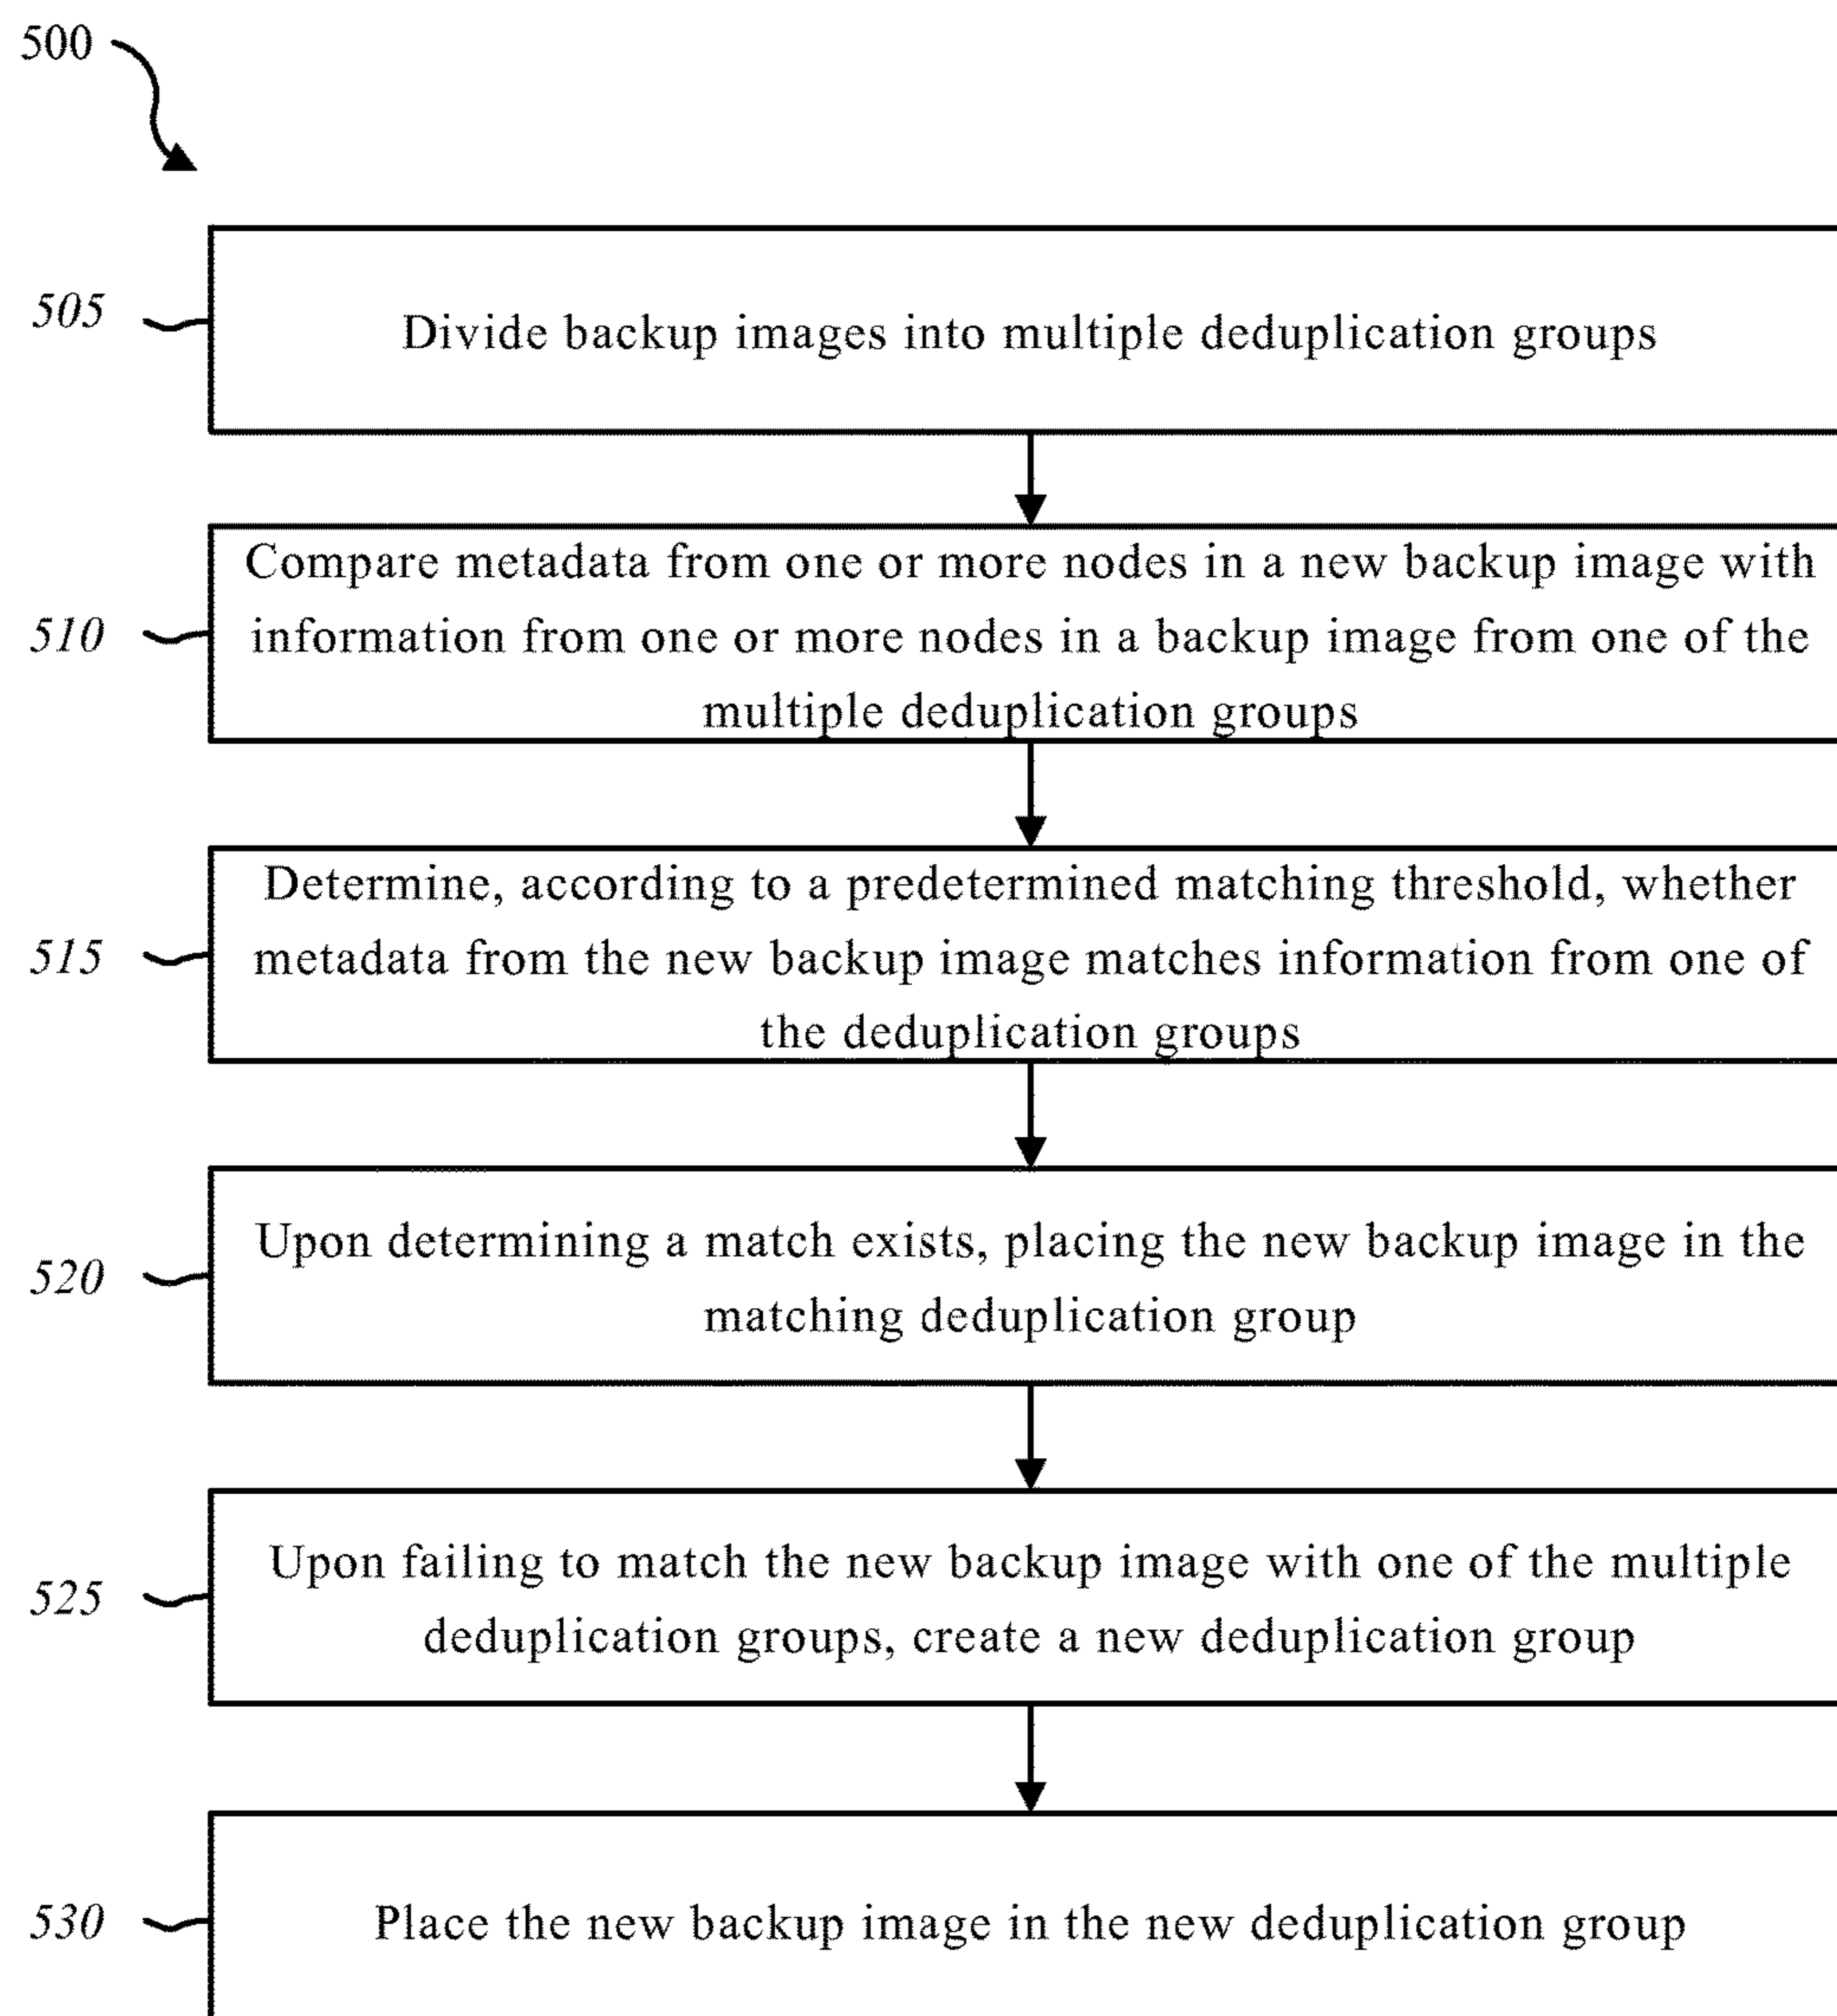 500
505
Divide backup images into multiple deduplication groups
510
Compare metadata from one or more nodes in a new backup image with
information from one or more nodes in a backup image from one of the
multiple deduplication groups
515
Determine, according to a predetermined matching threshold, whether
metadata from the new backup image matches information from one of
the deduplication groups
520
Upon determining a match exists, placing the new backup image in the
matching deduplication group
525
Upon failing to match the new backup image with one of the multiple
deduplication groups, create a new deduplication group
530
Place the new backup image in the new deduplication group